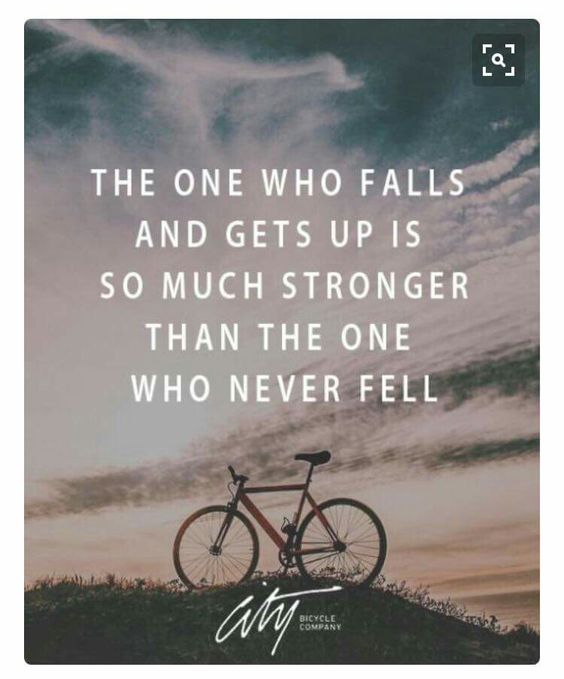 THE ONE WHO FALLS
AND GETS UP IS
SO MUCH STRONGER
THAN THE ONE
WHO NEVER FELL
city BICYCLE
COMPANY